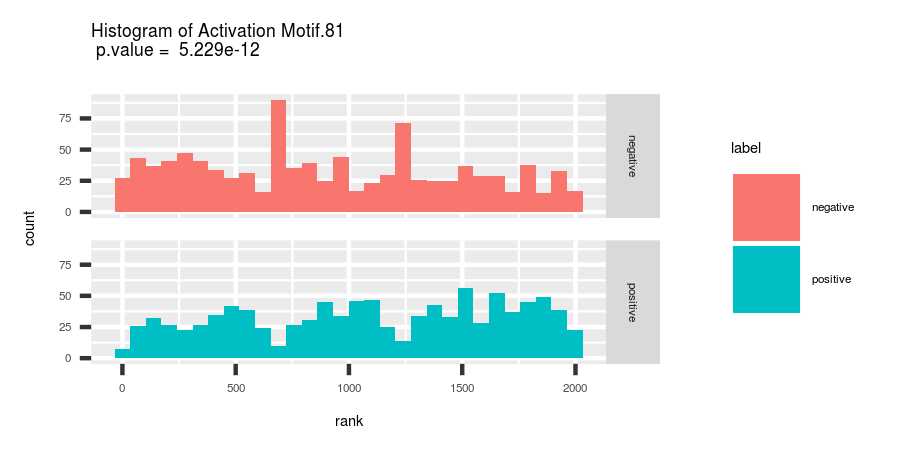 Histogram of Activation Motif.81
p.value = 5.229e-12
75
50
25
0
negative
75
50
25
0
positive
0 500 1000 1500 2000
rank
count
label
negative
positive